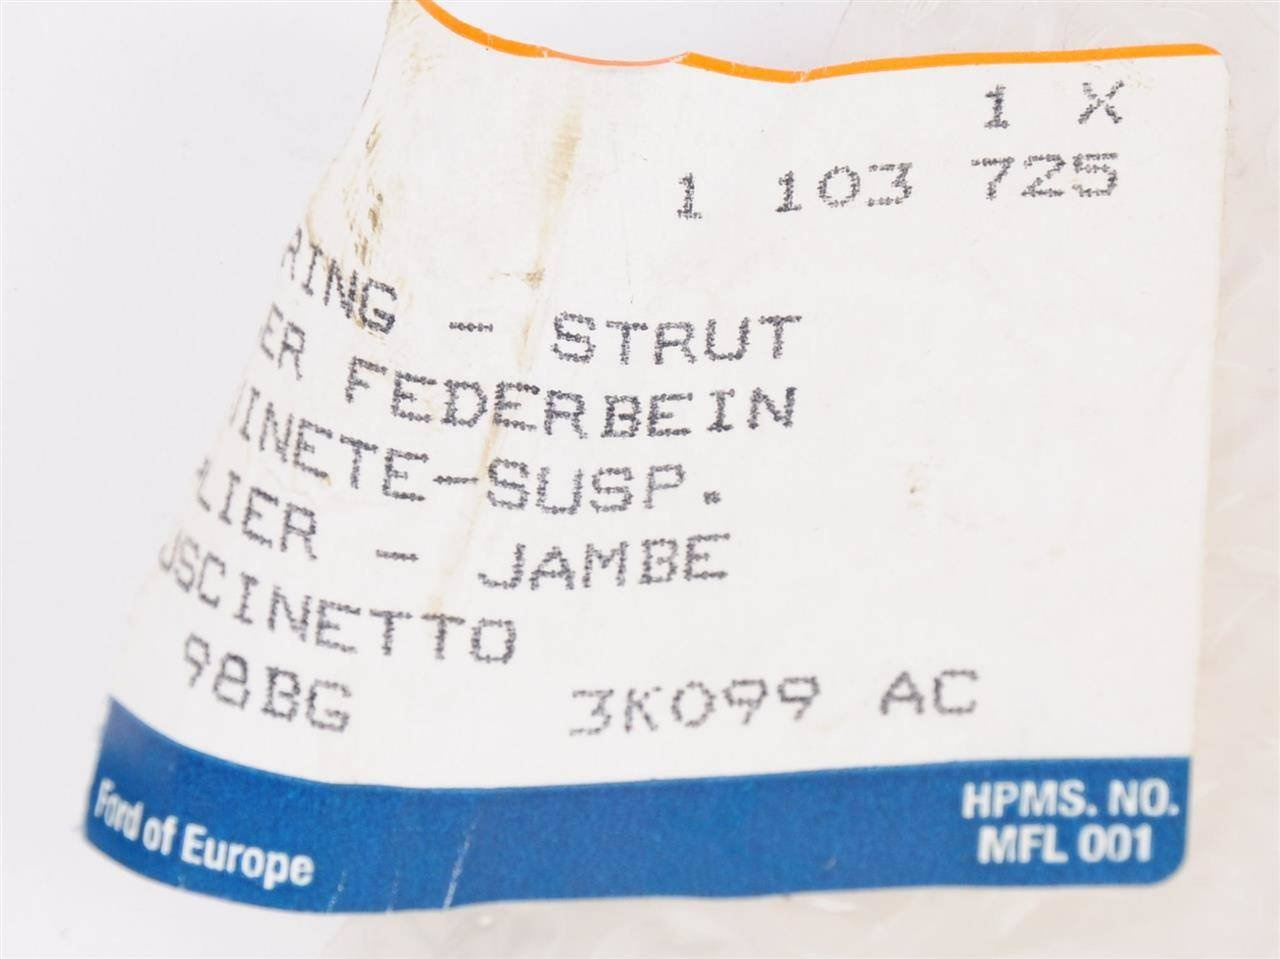 1 X
1 103 725
RING - STRUT
ER FEDERBEIN
INETE-SUSP.
LIER - JAMBE
USCINETTO
98BG 3K099 AC
Ford of Europe
HPMS. NO.
MFL 001